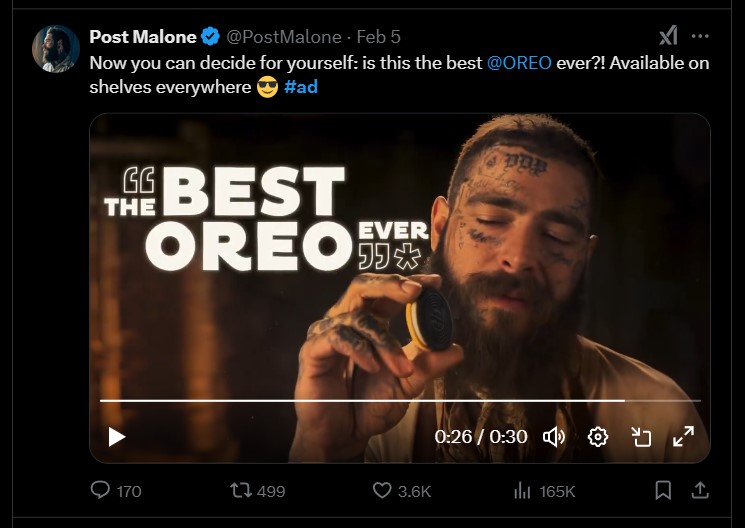 Post Malone @PostMalone · Feb 5
Now you can decide for yourself: is this the best @OREO ever?! Available on
shelves everywhere 😎 #ad
“BEST
THE
OREO EVER”*
0:26 / 0:30
170 499 3.6K 165K